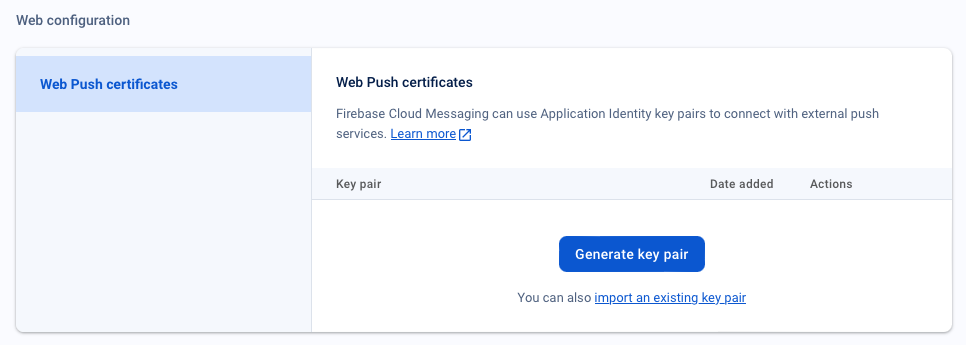 Web configuration
Web Push certificates
Web Push certificates
Firebase Cloud Messaging can use Application Identity key pairs to connect with external push
services. Learn more
Key pair Date added Actions
Generate key pair
You can also import an existing key pair